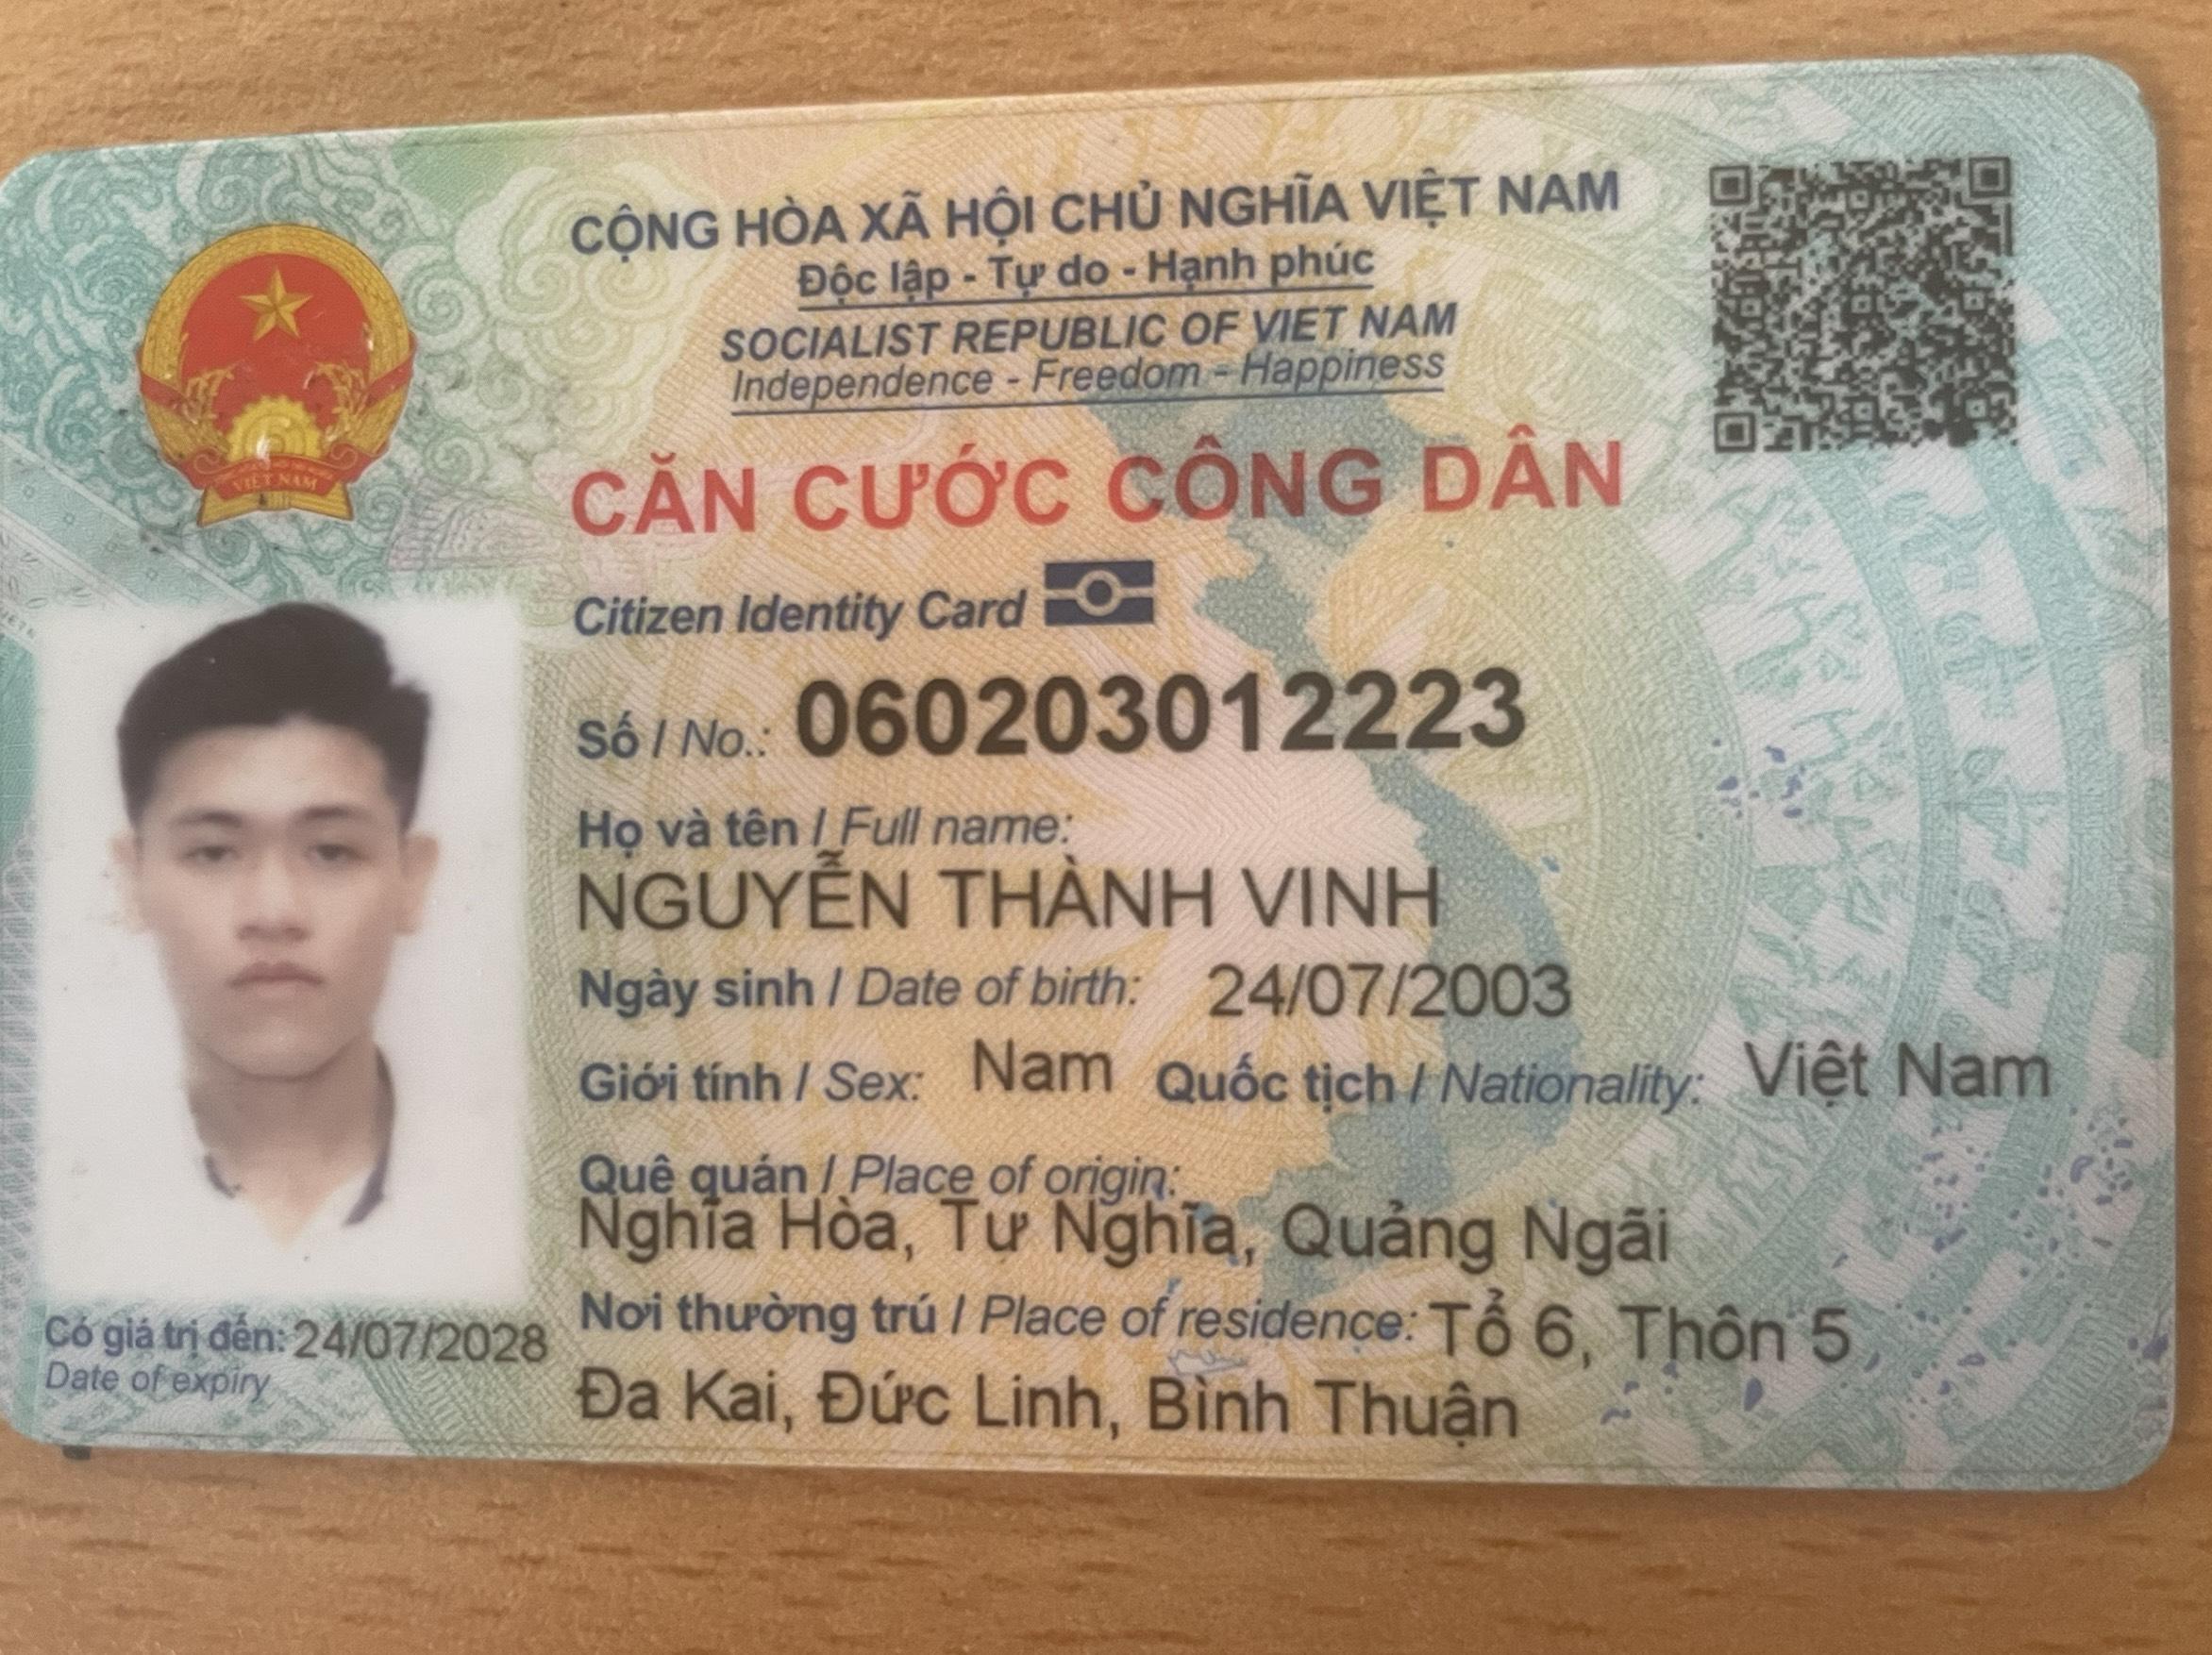 CỘNG HÒA XÃ HỘI CHỦ NGHĨA VIỆT NAM
Độc lập - Tự do - Hạnh phúc
SOCIALIST REPUBLIC OF VIET NAM
Independence - Freedom - Happiness
CĂN CƯỚC CÔNG DÂN
Citizen Identity Card
Số / No.: 060203012223
Họ và tên / Full name:
NGUYỄN THÀNH VINH
Ngày sinh / Date of birth: 24/07/2003
Giới tính / Sex: Nam Quốc tịch / Nationality: Việt Nam
Quê quán / Place of origin:
Nghĩa Hòa, Tư Nghĩa, Quảng Ngãi
Nơi thường trú / Place of residence: Tổ 6, Thôn 5
Đa Kai, Đức Linh, Bình Thuận
Có giá trị đến: 24/07/2028
Date of expiry
VIỆT NAM